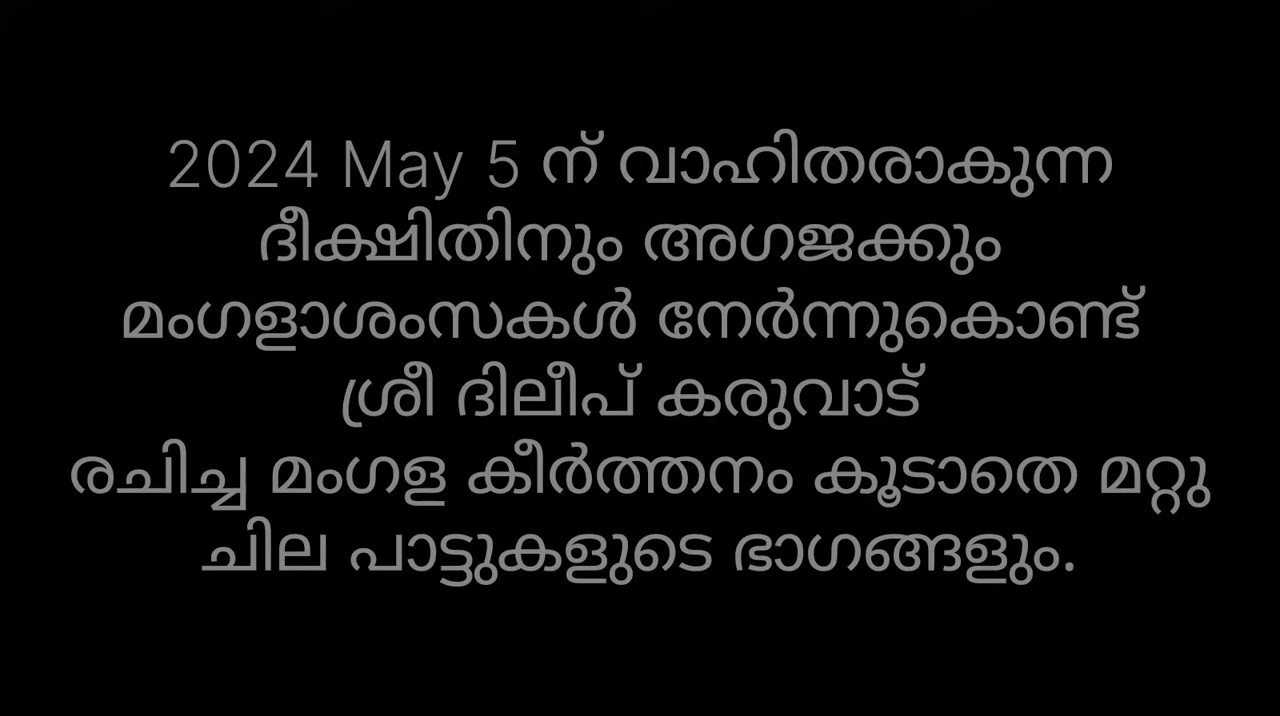 2024 May 5 ന് വാഹിതരാകുന്ന
ദീക്ഷിതിനും അഗജക്കും
മംഗളാശംസകൾ നേർന്നുകൊണ്ട്
ശ്രീ ദിലീപ് കരുവാട്
രചിച്ച മംഗള കീർത്തനം കൂടാതെ മറ്റു
ചില പാട്ടുകളുടെ ഭാഗങ്ങളും.